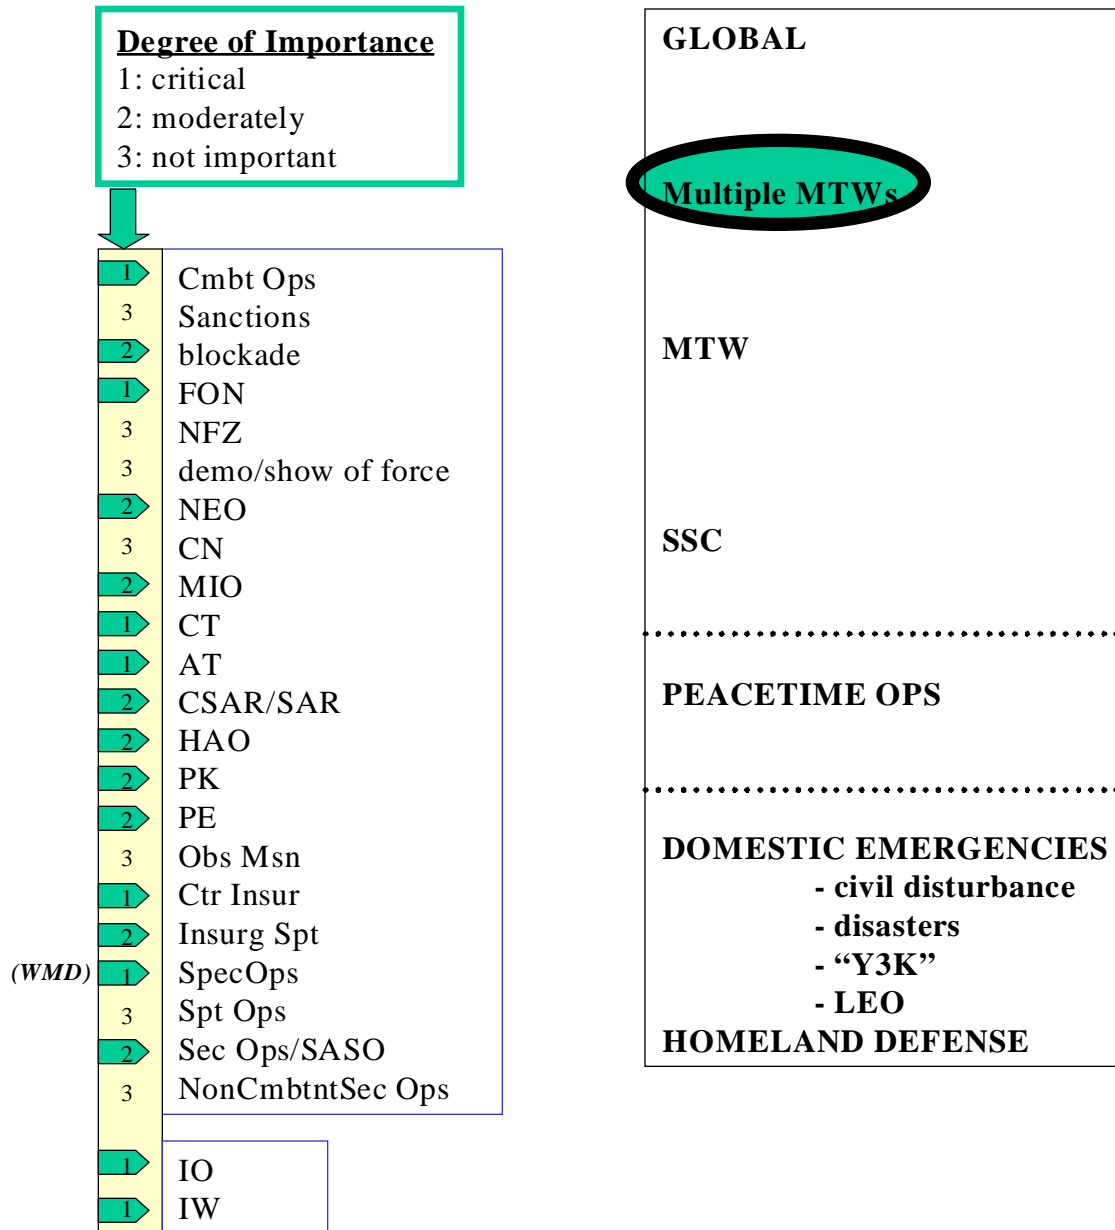 Degree of Importance
1: critical
2: moderately
3: not important
1 Cmbt Ops
3 Sanctions
2 blockade
1 FON
3 NFZ
3 demo/show of force
2 NEO
3 CN
2 MIO
1 CT
1 AT
2 CSAR/SAR
2 HAO
2 PK
2 PE
3 Obs Msn
1 Ctr Insur
2 Insurg Spt
(WMD) 1 SpecOps
3 Spt Ops
2 Sec Ops/SASO
3 NonCmbtntSec Ops
1 IO
1 IW
GLOBAL
Multiple MTWs
MTW
SSC
PEACETIME OPS
DOMESTIC EMERGENCIES
- civil disturbance
- disasters
- “Y3K”
- LEO
HOMELAND DEFENSE